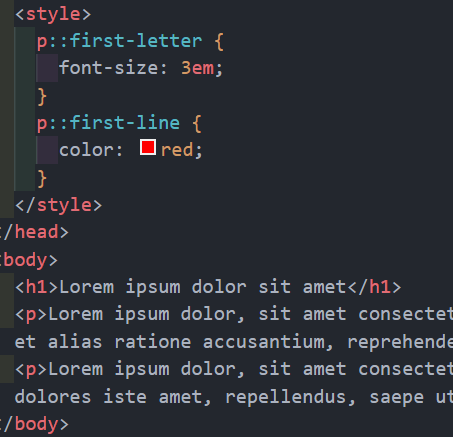 <style>
p::first-letter {
font-size: 3em;
}
p::first-line {
color: red;
}
</style>
/head>
body>
<h1>Lorem ipsum dolor sit amet</h1>
<p>Lorem ipsum dolor, sit amet consectet
et alias ratione accusantium, reprehende
<p>Lorem ipsum dolor, sit amet consectet
dolores iste amet, repellendus, saepe ut
/body>